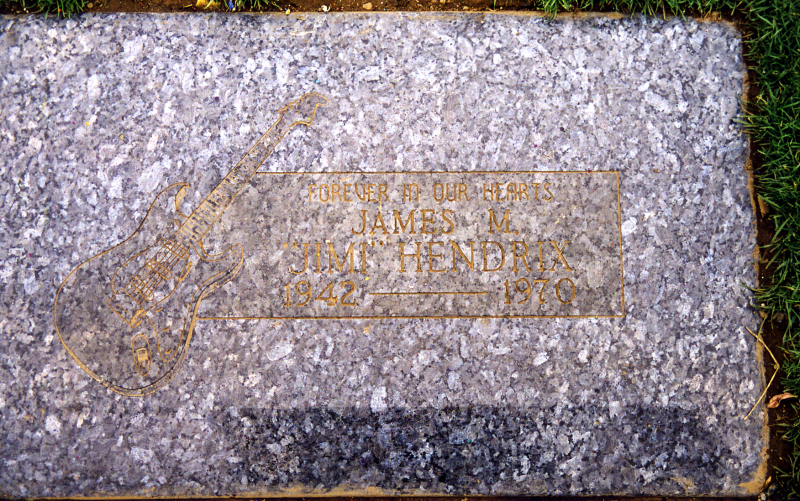 FOREVER IN OUR HEARTS
JAMES M.
"JIMI" HENDRIX
1942 — 1970